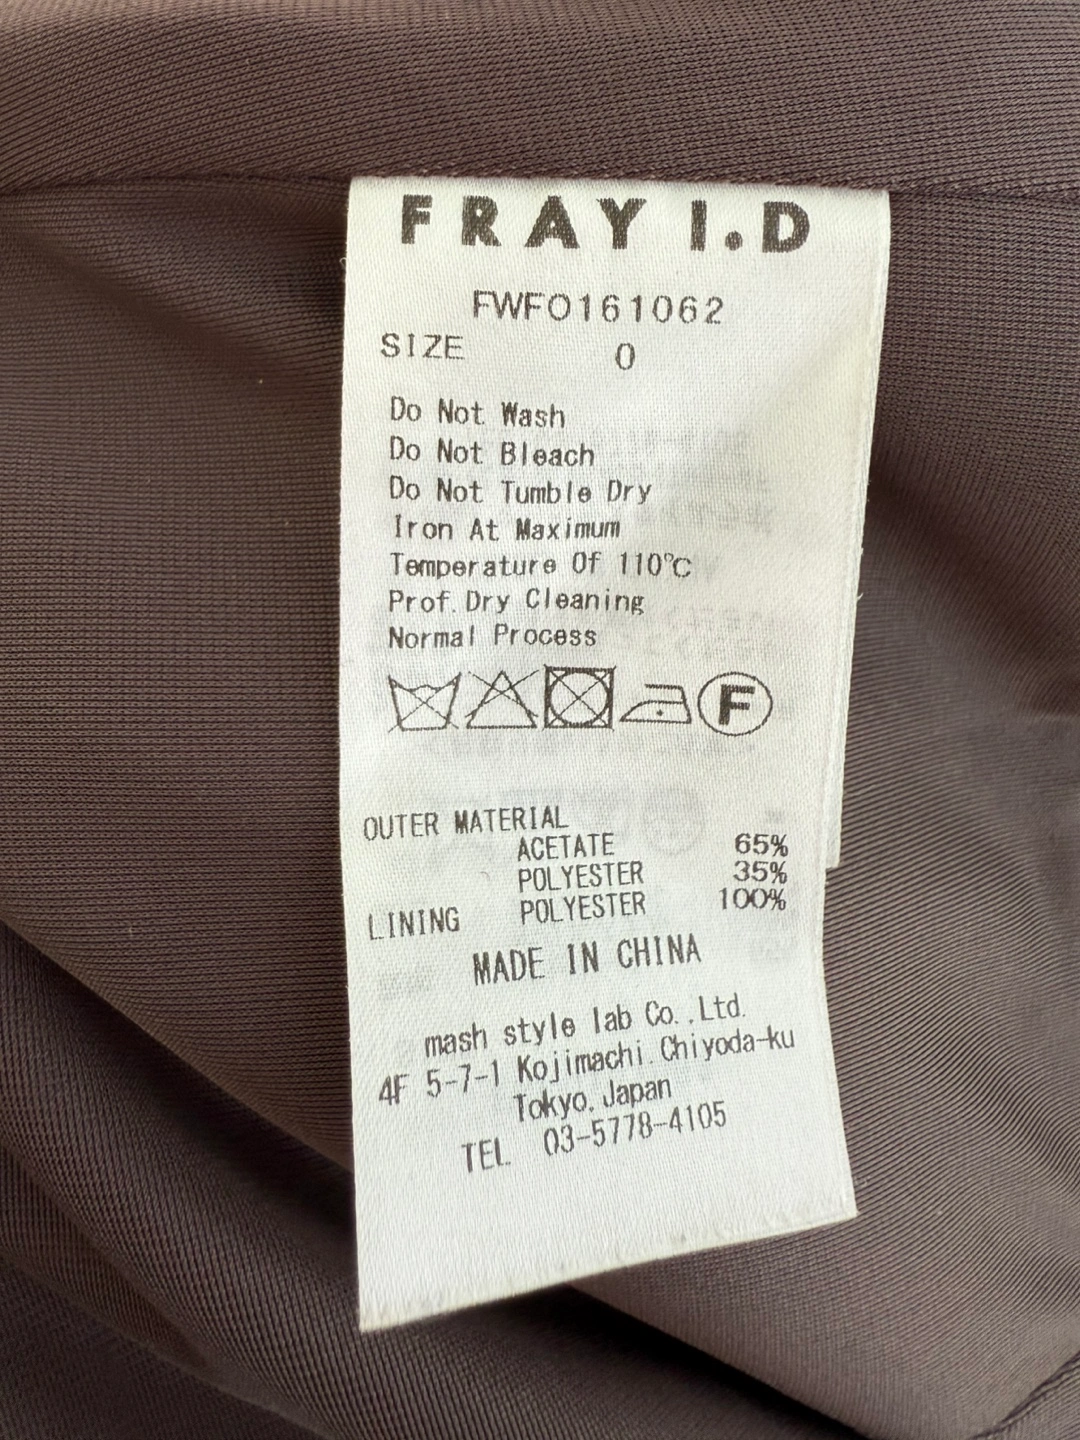 FRAY I.D
FWFO161062
SIZE 0
Do Not Wash
Do Not Bleach
Do Not Tumble Dry
Iron At Maximum
Temperature Of 110℃
Prof.Dry Cleaning
Normal Process
F
OUTER MATERIAL
ACETATE 65%
POLYESTER 35%
LINING POLYESTER 100%
MADE IN CHINA
mash style lab Co.,Ltd.
4F 5-7-1 Kojimachi.Chiyoda-ku
Tokyo, Japan
TEL 03-5778-4105